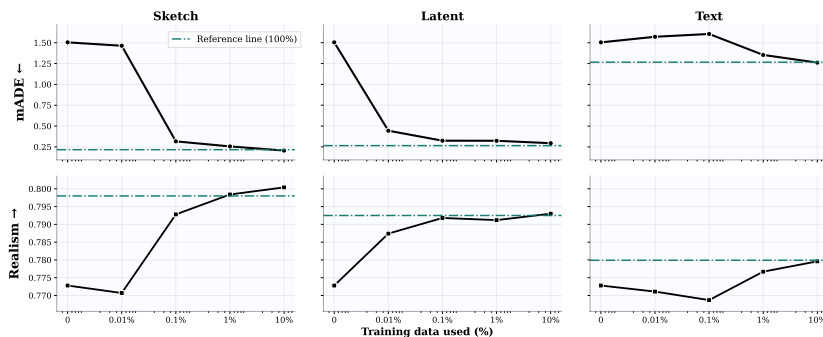 Sketch
Latent
Text
Reference line (100%)
mADE ←
1.50
1.25
1.00
0.75
0.50
0.25
Realism →
0.800
0.795
0.790
0.785
0.780
0.775
0.770
0 0.01% 0.1% 1% 10%
0 0.01% 0.1% 1% 10%
0 0.01% 0.1% 1% 10%
Training data used (%)